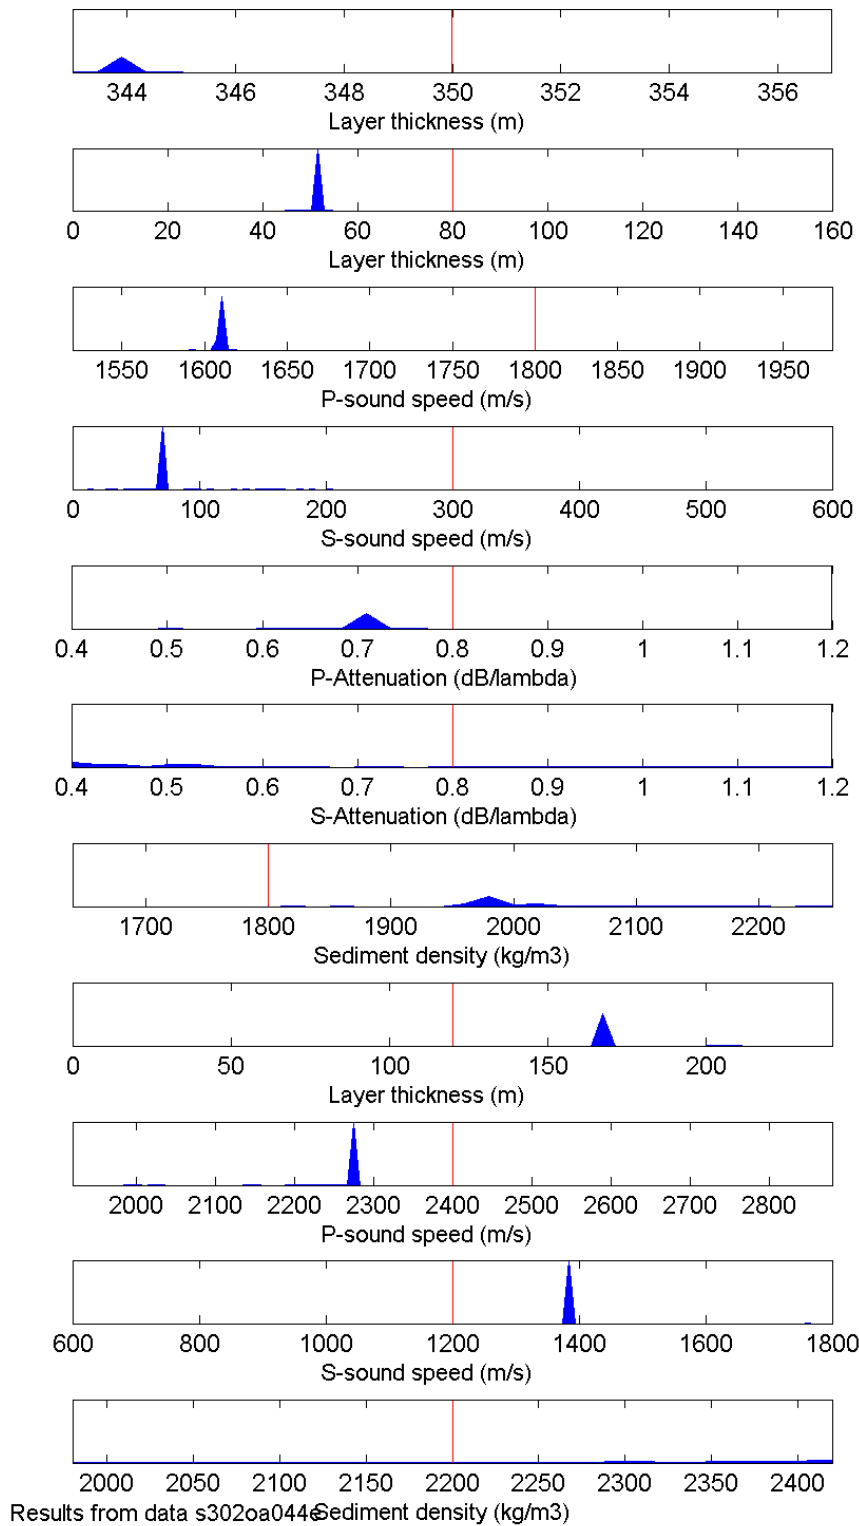 344 346 348 350 352 354 356
Layer thickness (m)
0 20 40 60 80 100 120 140 160
Layer thickness (m)
1550 1600 1650 1700 1750 1800 1850 1900 1950
P-sound speed (m/s)
0 100 200 300 400 500 600
S-sound speed (m/s)
0.4 0.5 0.6 0.7 0.8 0.9 1 1.1 1.2
P-Attenuation (dB/lambda)
0.4 0.5 0.6 0.7 0.8 0.9 1 1.1 1.2
S-Attenuation (dB/lambda)
1700 1800 1900 2000 2100 2200
Sediment density (kg/m3)
0 50 100 150 200
Layer thickness (m)
2000 2100 2200 2300 2400 2500 2600 2700 2800
P-sound speed (m/s)
600 800 1000 1200 1400 1600 1800
S-sound speed (m/s)
2000 2050 2100 2150 2200 2250 2300 2350 2400
Results from data s302oa044e Sediment density (kg/m3)